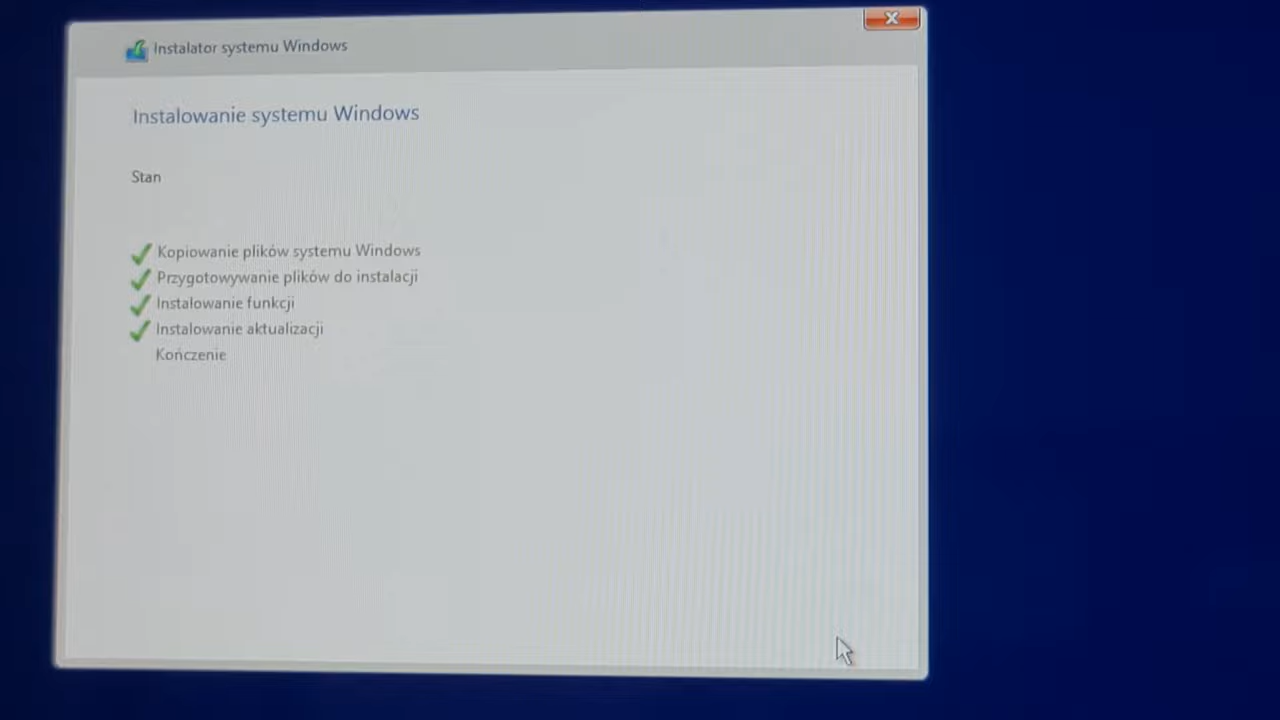 Instalator systemu Windows
Instalowanie systemu Windows
Stan
Kopiowanie plików systemu Windows
Przygotowywanie plików do instalacji
Instalowanie funkcji
Instalowanie aktualizacji
Kończenie